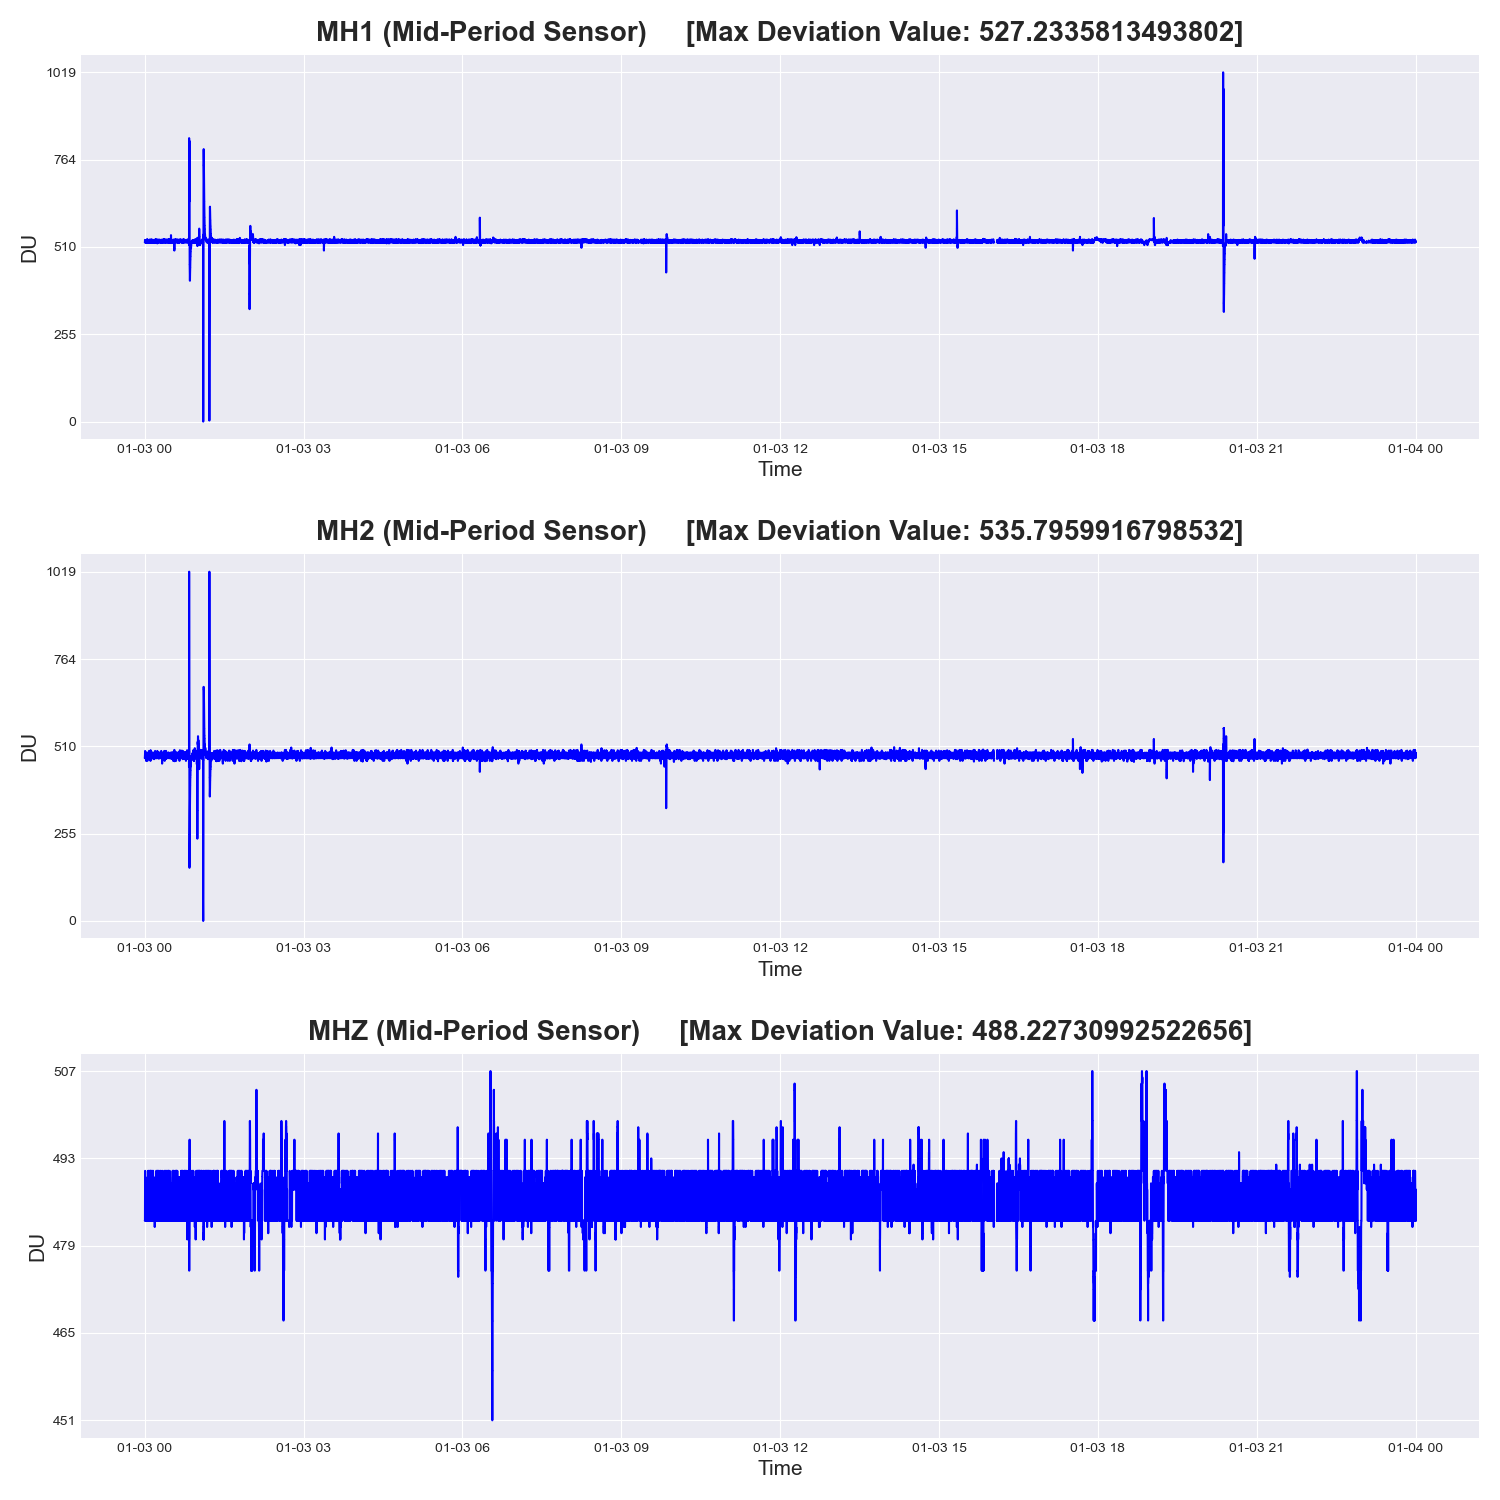 MH1 (Mid-Period Sensor) [Max Deviation Value: 527.2335813493802]
1019
764
510
255
0
DU
01-03 00 01-03 03 01-03 06 01-03 09 01-03 12 01-03 15 01-03 18 01-03 21 01-04 00
Time
MH2 (Mid-Period Sensor) [Max Deviation Value: 535.7959916798532]
1019
764
510
255
0
DU
01-03 00 01-03 03 01-03 06 01-03 09 01-03 12 01-03 15 01-03 18 01-03 21 01-04 00
Time
MHZ (Mid-Period Sensor) [Max Deviation Value: 488.22730992522656]
507
493
479
465
451
DU
01-03 00 01-03 03 01-03 06 01-03 09 01-03 12 01-03 15 01-03 18 01-03 21 01-04 00
Time